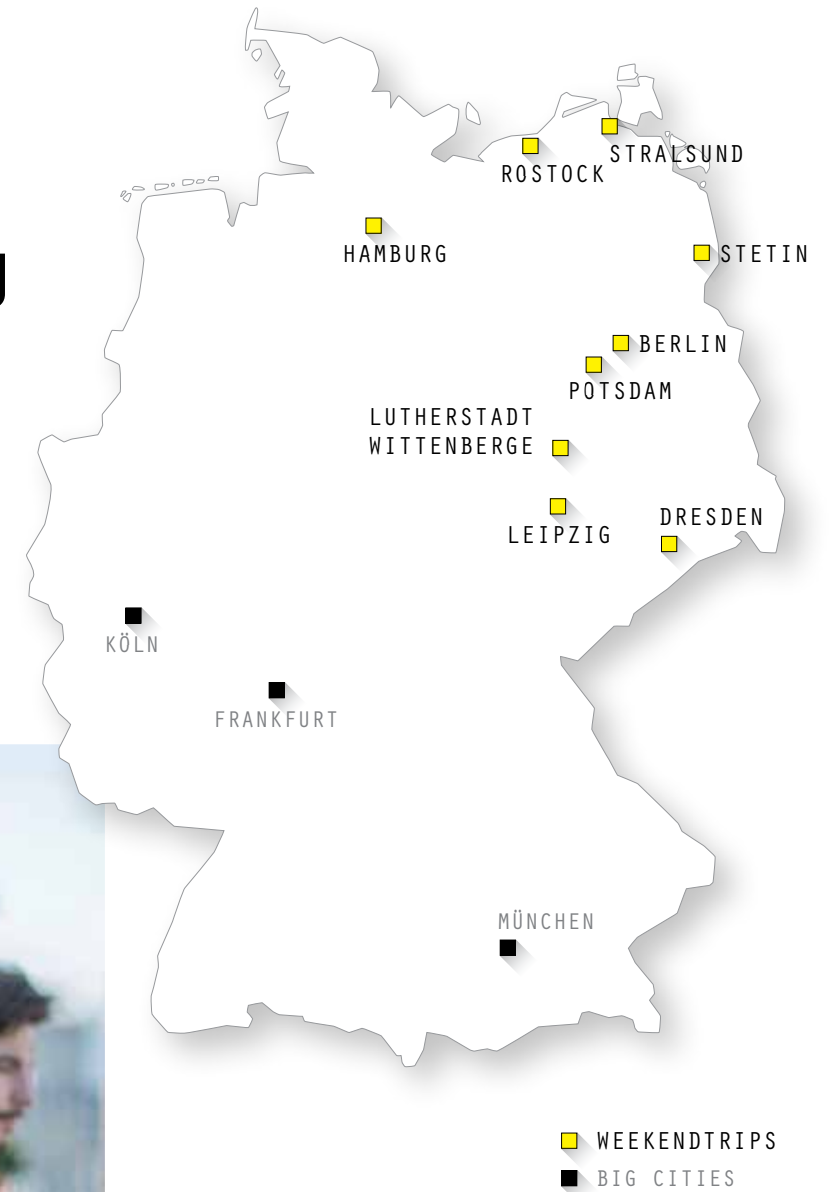 STRALSUND
ROSTOCK
HAMBURG
STETIN
BERLIN
POTSDAM
LUTHERSTADT
WITTENBERGE
DRESDEN
LEIPZIG
KÖLN
FRANKFURT
MÜNCHEN
WEEKENDTRIPS
BIG CITIES